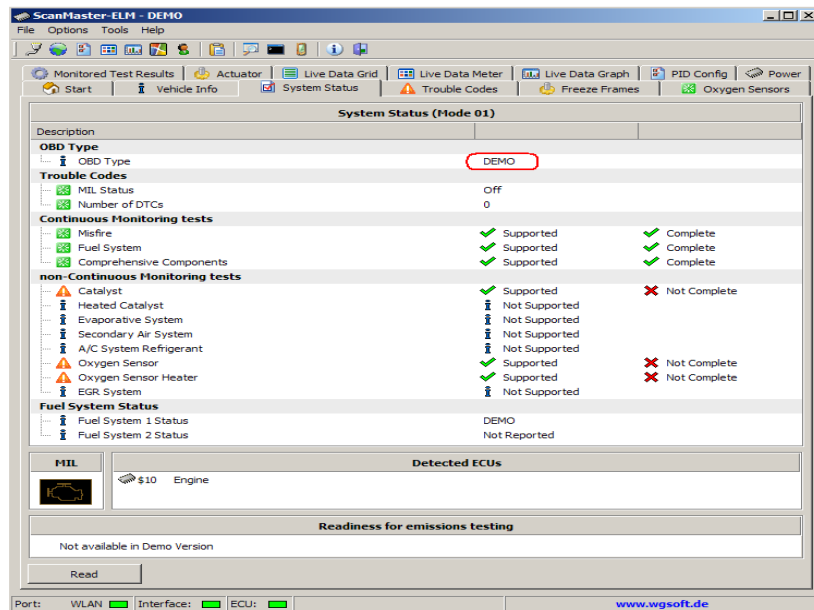 ScanMaster-ELM - DEMO
File Options Tools Help
Monitored Test Results Actuator Live Data Grid Live Data Meter Live Data Graph PID Config Power
Start Vehicle Info System Status Trouble Codes Freeze Frames Oxygen Sensors
System Status (Mode 01)
Description
OBD Type
OBD Type DEMO
Trouble Codes
MIL Status Off
Number of DTCs 0
Continuous Monitoring tests
Misfire Supported Complete
Fuel System Supported Complete
Comprehensive Components Supported Complete
non-Continuous Monitoring tests
Catalyst Supported Not Complete
Heated Catalyst Not Supported
Evaporative System Not Supported
Secondary Air System Not Supported
A/C System Refrigerant Not Supported
Oxygen Sensor Supported Not Complete
Oxygen Sensor Heater Supported Not Complete
EGR System Not Supported
Fuel System Status
Fuel System 1 Status DEMO
Fuel System 2 Status Not Reported
MIL Detected ECUs
$10 Engine
Readiness for emissions testing
Not available in Demo Version
Read
Port: WLAN Interface: ECU: www.wgsoft.de